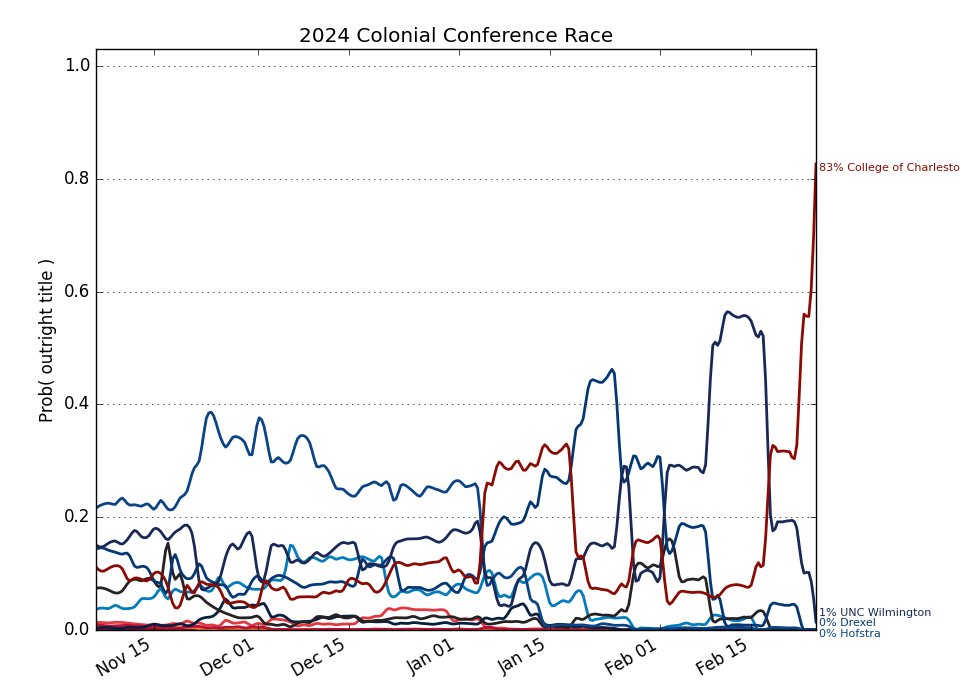 2024 Colonial Conference Race
Prob( outright title )
1.0
0.8
0.6
0.4
0.2
0.0
83% College of Charlesto
1% UNC Wilmington
0% Drexel
0% Hofstra
Nov 15
Dec 01
Dec 15
Jan 01
Jan 15
Feb 01
Feb 15